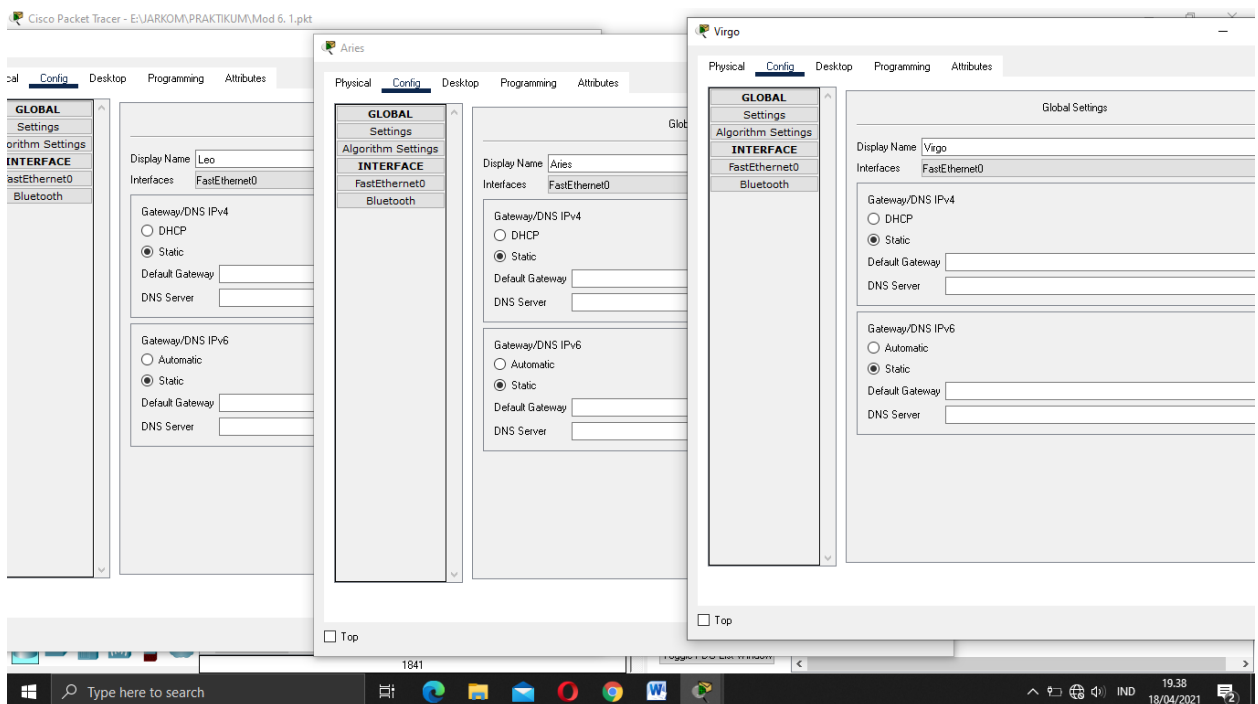 Cisco Packet Tracer - E:\JARKOM\PRAKTIKUM\Mod 6. 1.pkt
Config Desktop Programming Attributes
GLOBAL
Settings
Algorithm Settings
INTERFACE
FastEthernet0
Bluetooth
Display Name Leo
Interfaces FastEthernet0
Gateway/DNS IPv4
DHCP
Static
Default Gateway
DNS Server
Gateway/DNS IPv6
Automatic
Static
Default Gateway
DNS Server
Aries
Physical Config Desktop Programming Attributes
GLOBAL
Settings
Algorithm Settings
INTERFACE
FastEthernet0
Bluetooth
Glob
Display Name Aries
Interfaces FastEthernet0
Gateway/DNS IPv4
DHCP
Static
Default Gateway
DNS Server
Gateway/DNS IPv6
Automatic
Static
Default Gateway
DNS Server
Top
Virgo
Physical Config Desktop Programming Attributes
GLOBAL
Settings
Algorithm Settings
INTERFACE
FastEthernet0
Bluetooth
Global Settings
Display Name Virgo
Interfaces FastEthernet0
Gateway/DNS IPv4
DHCP
Static
Default Gateway
DNS Server
Gateway/DNS IPv6
Automatic
Static
Default Gateway
DNS Server
Top
1841
Type here to search
IND
19.38
18/04/2021
2